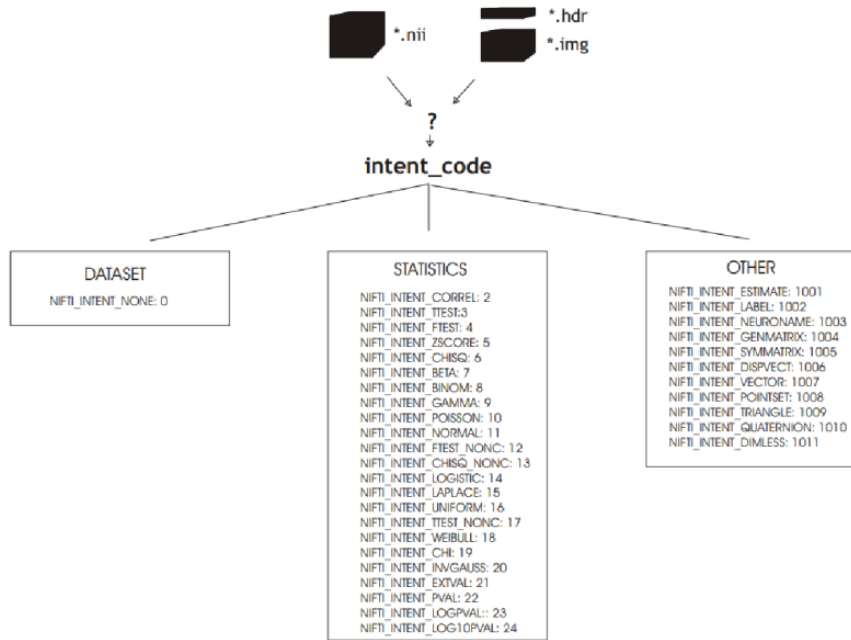 *.nii
*.hdr
*.img
?
intent_code
DATASET
NIFTI_INTENT_NONE: 0
STATISTICS
NIFTI_INTENT_CORREL: 2
NIFTI_INTENT_TTEST:3
NIFTI_INTENT_FTEST: 4
NIFTI_INTENT_ZSCORE: 5
NIFTI_INTENT_CHISQ: 6
NIFTI_INTENT_BETA: 7
NIFTI_INTENT_BINOM: 8
NIFTI_INTENT_GAMMA: 9
NIFTI_INTENT_POISSON: 10
NIFTI_INTENT_NORMAL: 11
NIFTI_INTENT_FTEST_NONC: 12
NIFTI_INTENT_CHISQ_NONC: 13
NIFTI_INTENT_LOGISTIC: 14
NIFTI_INTENT_LAPLACE: 15
NIFTI_INTENT_UNIFORM: 16
NIFTI_INTENT_TTEST_NONC: 17
NIFTI_INTENT_WEIBULL: 18
NIFTI_INTENT_CHI: 19
NIFTI_INTENT_INVGAUSS: 20
NIFTI_INTENT_EXTVAL: 21
NIFTI_INTENT_PVAL: 22
NIFTI_INTENT_LOGPVAL:: 23
NIFTI_INTENT_LOG10PVAL: 24
OTHER
NIFTI_INTENT_ESTIMATE: 1001
NIFTI_INTENT_LABEL: 1002
NIFTI_INTENT_NEURONAME: 1003
NIFTI_INTENT_GENMATRIX: 1004
NIFTI_INTENT_SYMMATRIX: 1005
NIFTI_INTENT_DISPVECT: 1006
NIFTI_INTENT_VECTOR: 1007
NIFTI_INTENT_POINTSET: 1008
NIFTI_INTENT_TRIANGLE: 1009
NIFTI_INTENT_QUATERNION: 1010
NIFTI_INTENT_DIMLESS: 1011